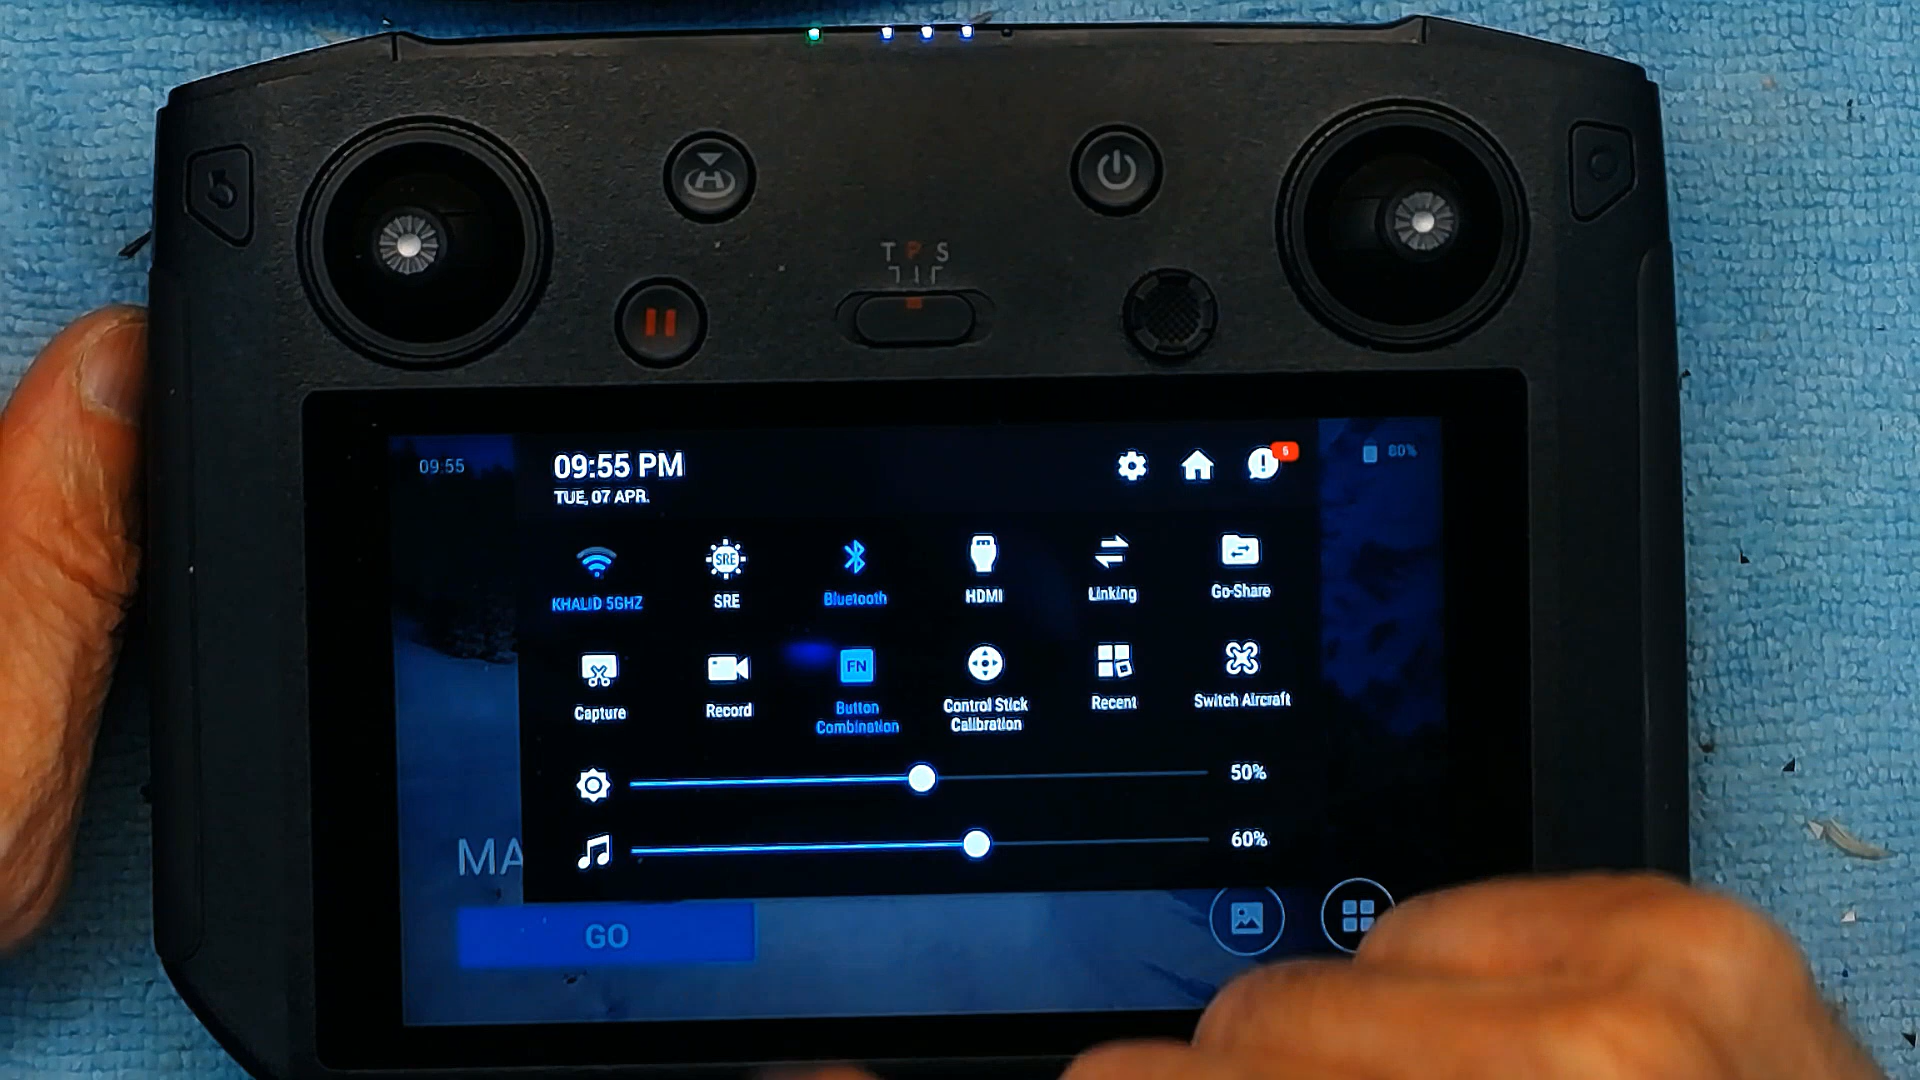 T P S
09:55
09:55 PM
5
80%
TUE, 07 APR.
SRE
KHALID 5GHZ
SRE
Bluetooth
HDMI
Linking
Go-Share
FN
Capture
Record
Button
Combination
Control Stick
Calibration
Recent
Switch Aircraft
50%
60%
MA
GO